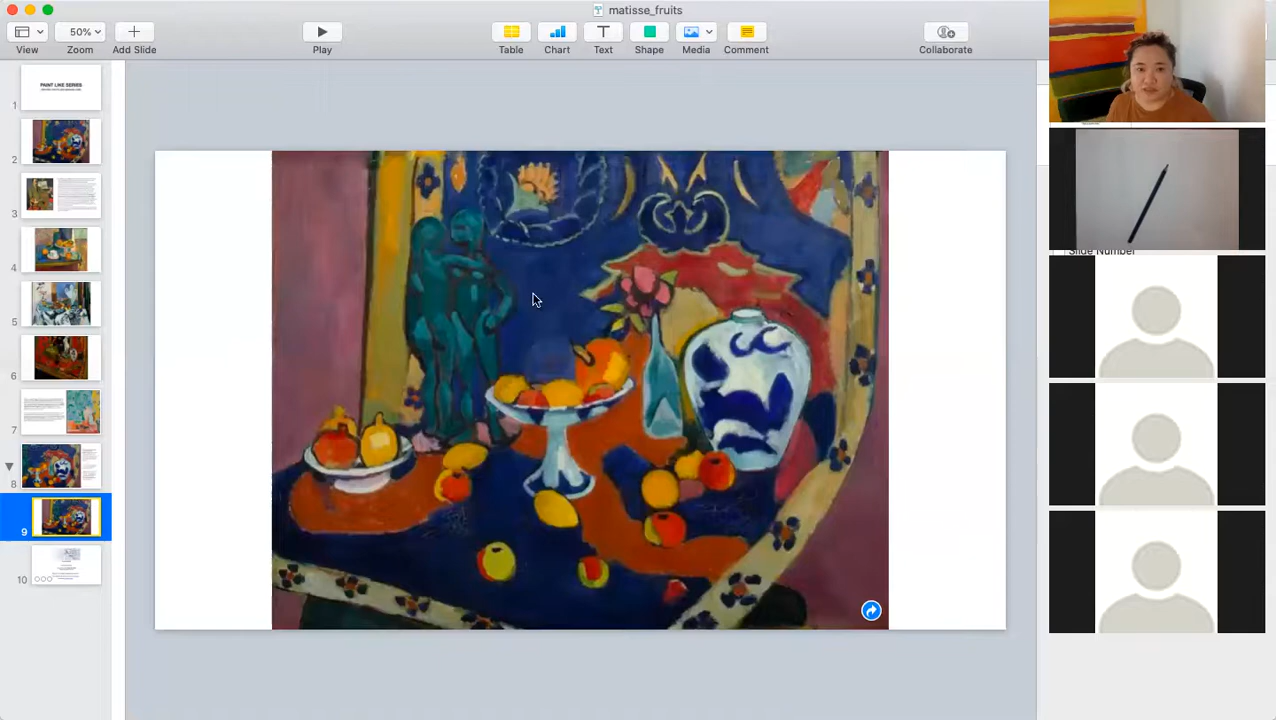 matisse_fruits
50%
View
Zoom
Add Slide
Play
Table
Chart
Text
Shape
Media
Comment
Collaborate
1
PAINT LIKE SERIES
2
3
4
5
6
7
8
9
10
Slide Number